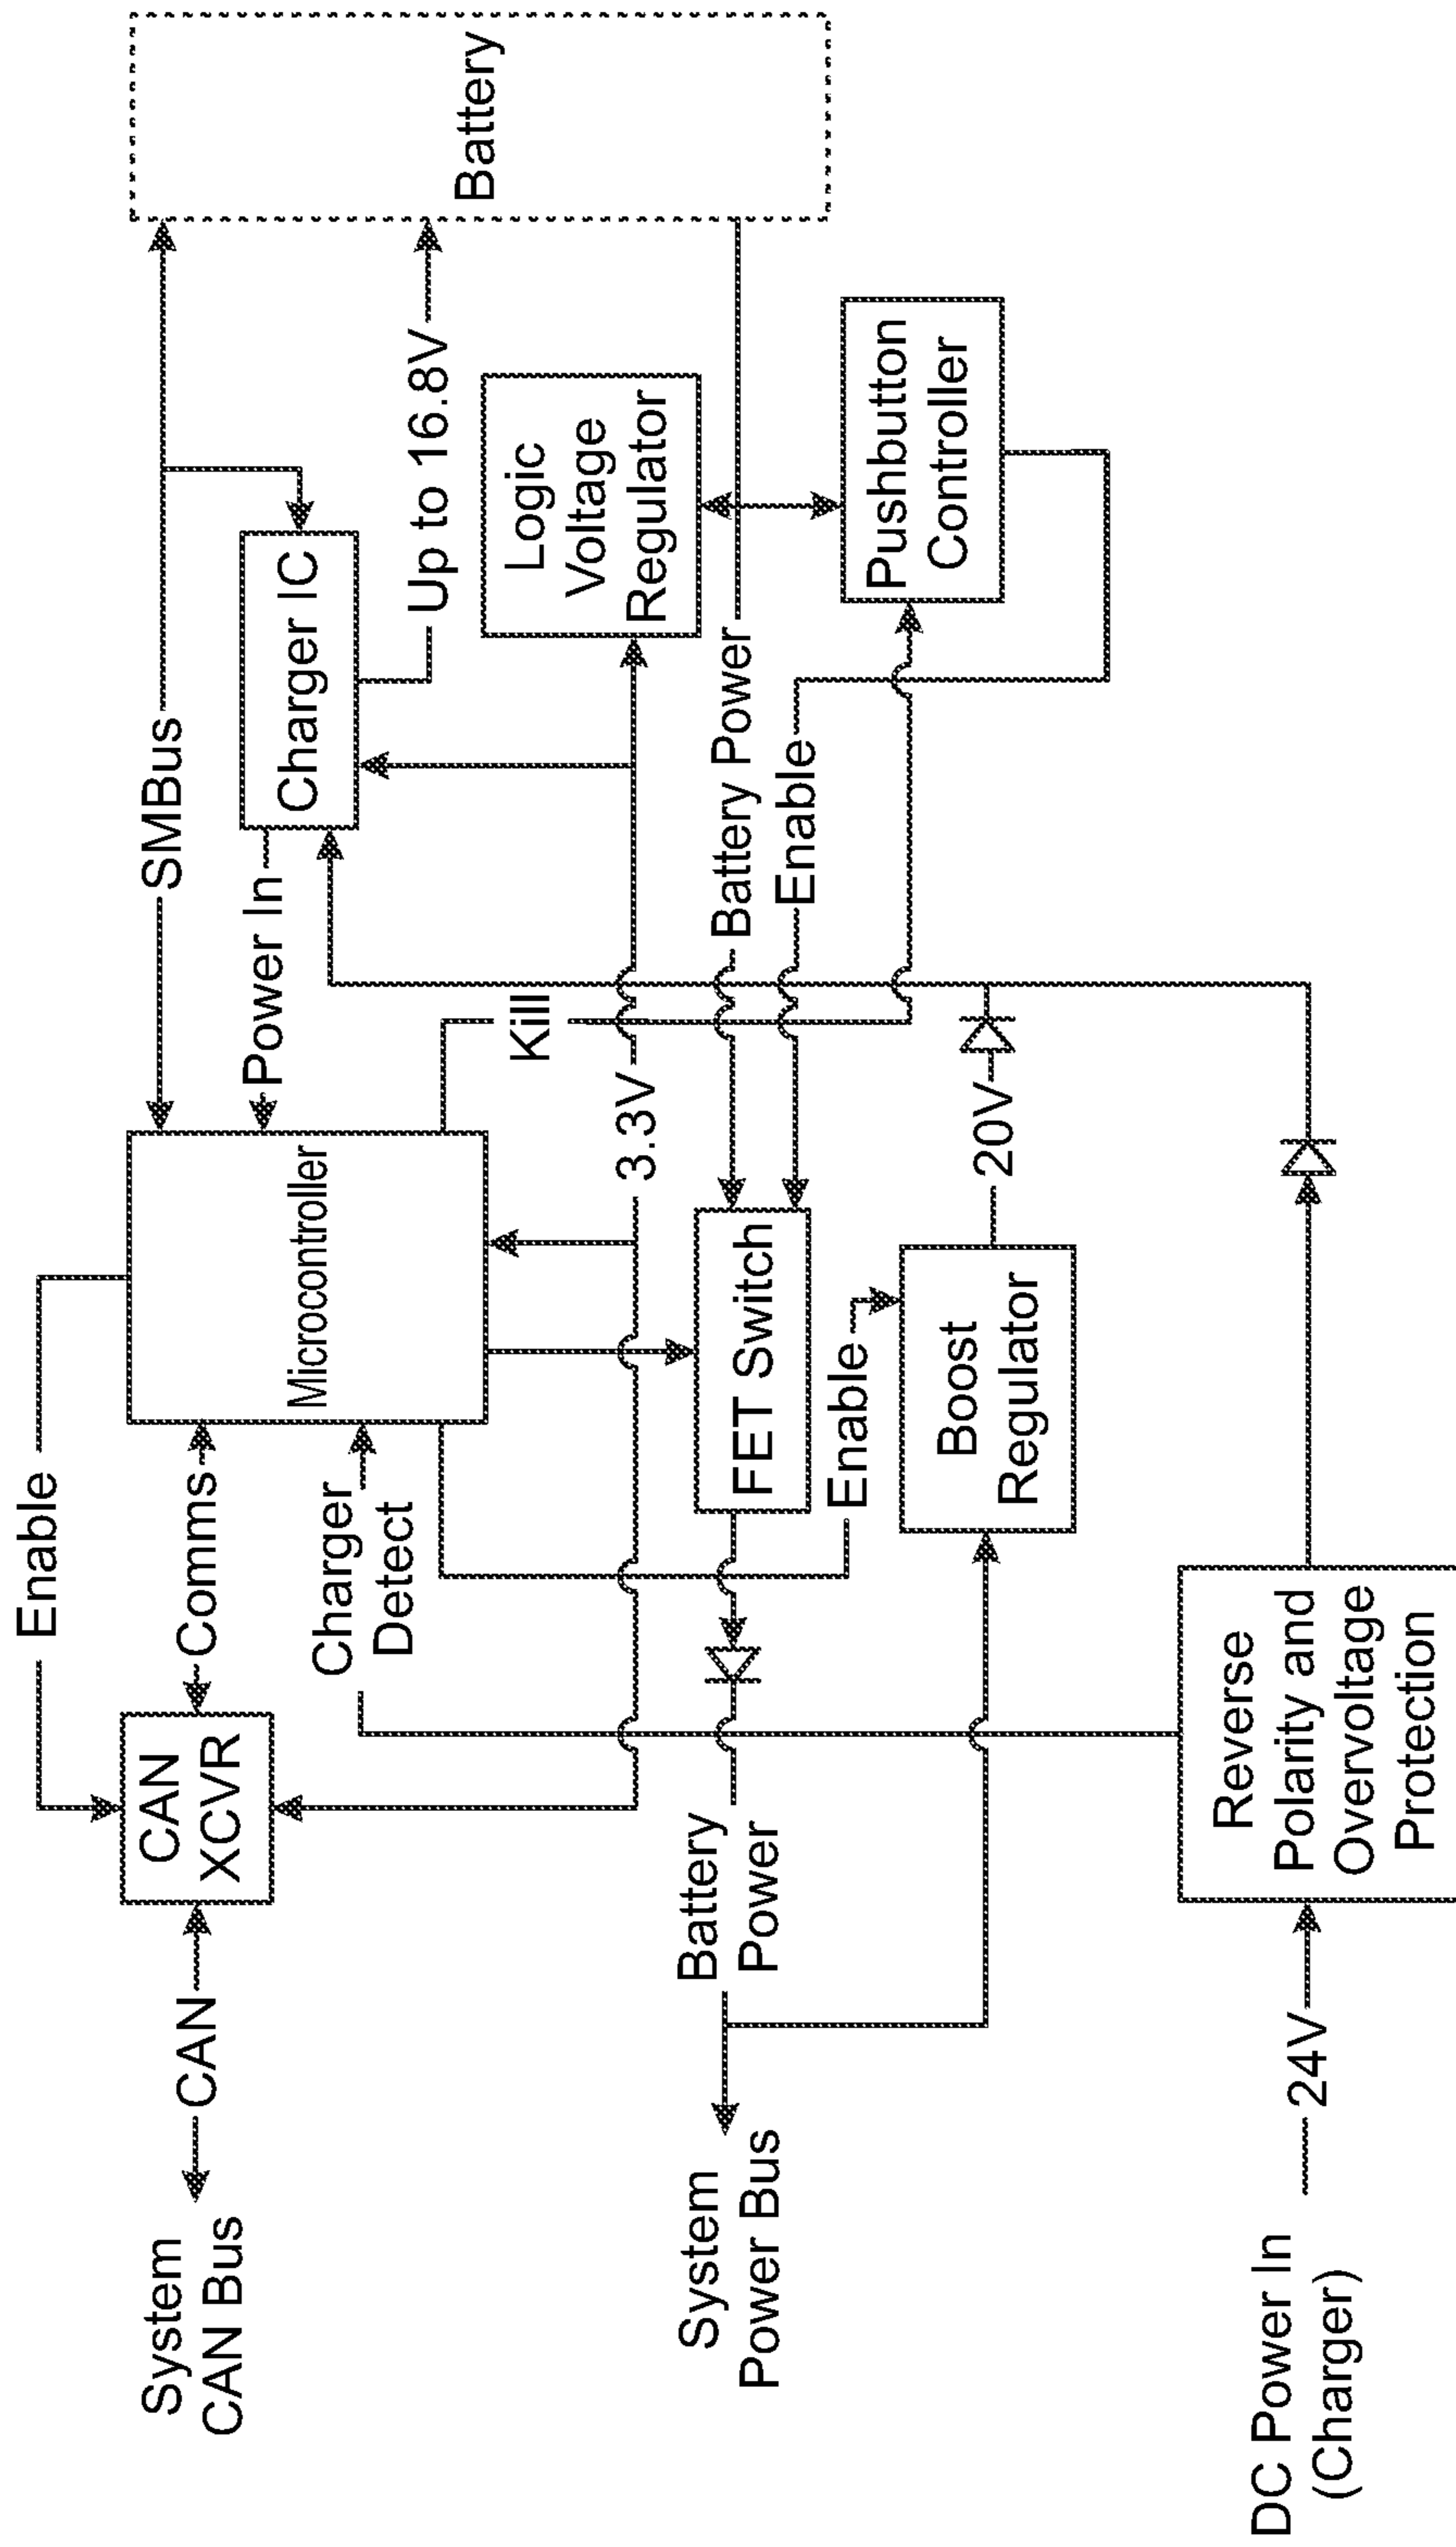 System
CAN Bus
CAN
CAN
XCVR
Enable
Comms
Charger
Detect
Microcontroller
SMBus
Power In
Charger IC
Up to 16.8V
Battery
Kill
3.3V
Logic
Voltage
Regulator
System
Power Bus
Battery
Power
FET Switch
Battery Power
Enable
Pushbutton
Controller
Enable
Boost
Regulator
20V
DC Power In
(Charger)
24V
Reverse
Polarity and
Overvoltage
Protection